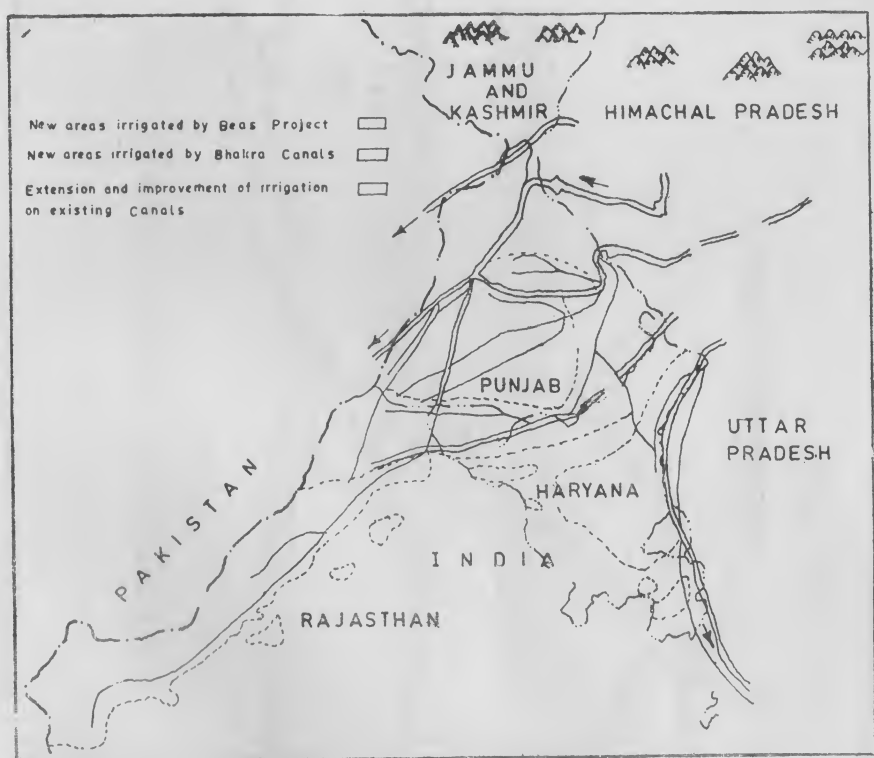 JAMMU
AND
KASHMIR
HIMACHAL PRADESH
New areas irrigated by Beas Project
New areas irrigated by Bhakra Canals
Extension and improvement of irrigation
on existing Canals
PUNJAB
UTTAR
PRADESH
PAKISTAN
HARYANA
INDIA
RAJASTHAN